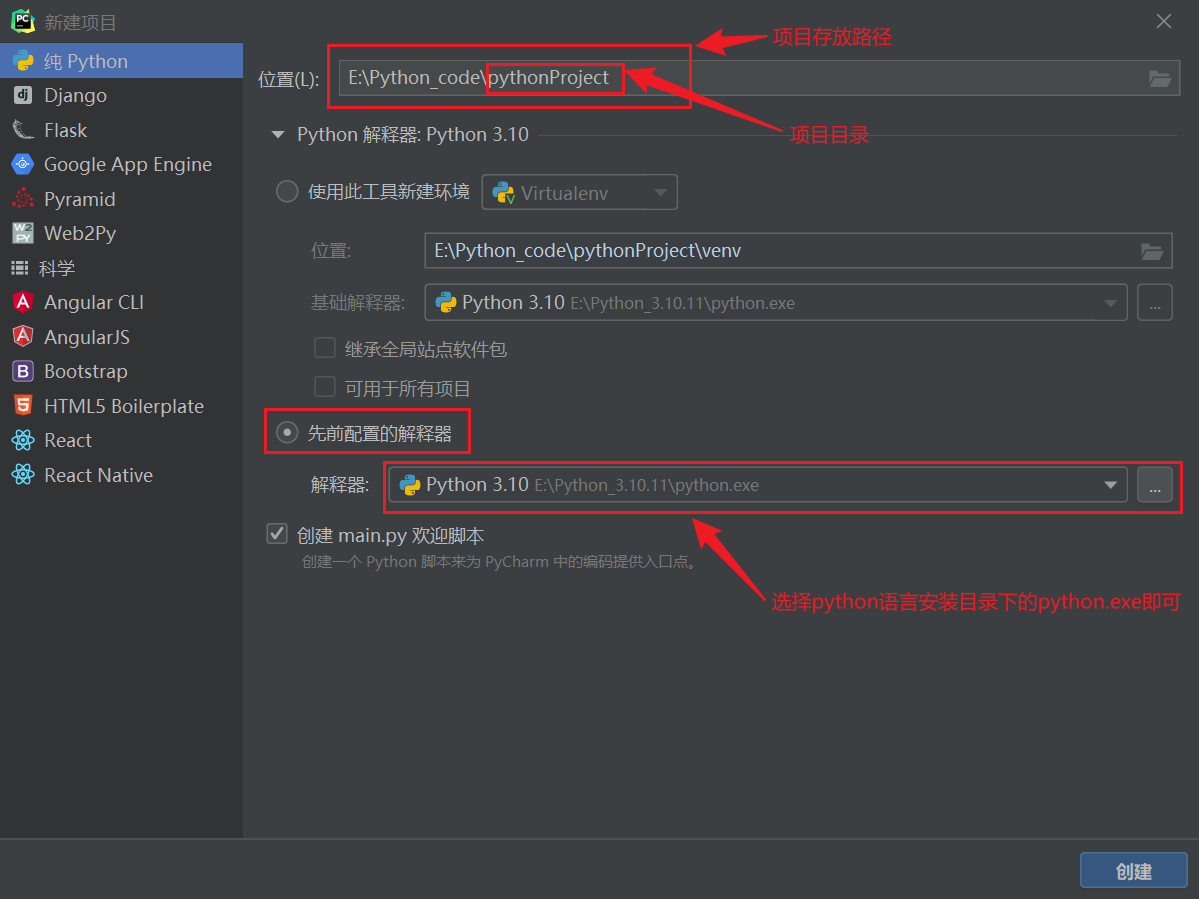 新建项目
项目存放路径
纯 Python
位置(L):
E:\Python_code\pythonProject
Django
Flask
Python 解释器: Python 3.10
项目目录
Google App Engine
使用此工具新建环境
Virtualenv
Pyramid
Web2Py
位置:
E:\Python_code\pythonProject\venv
科学
Angular CLI
基础解释器:
Python 3.10 E:\Python_3.10.11\python.exe
...
AngularJS
继承全局站点软件包
Bootstrap
可用于所有项目
HTML5 Boilerplate
先前配置的解释器
React
React Native
解释器:
Python 3.10 E:\Python_3.10.11\python.exe
...
创建 main.py 欢迎脚本
创建一个 Python 脚本来为 PyCharm 中的编码提供入口点。
选择python语言安装目录下的python.exe即可
创建